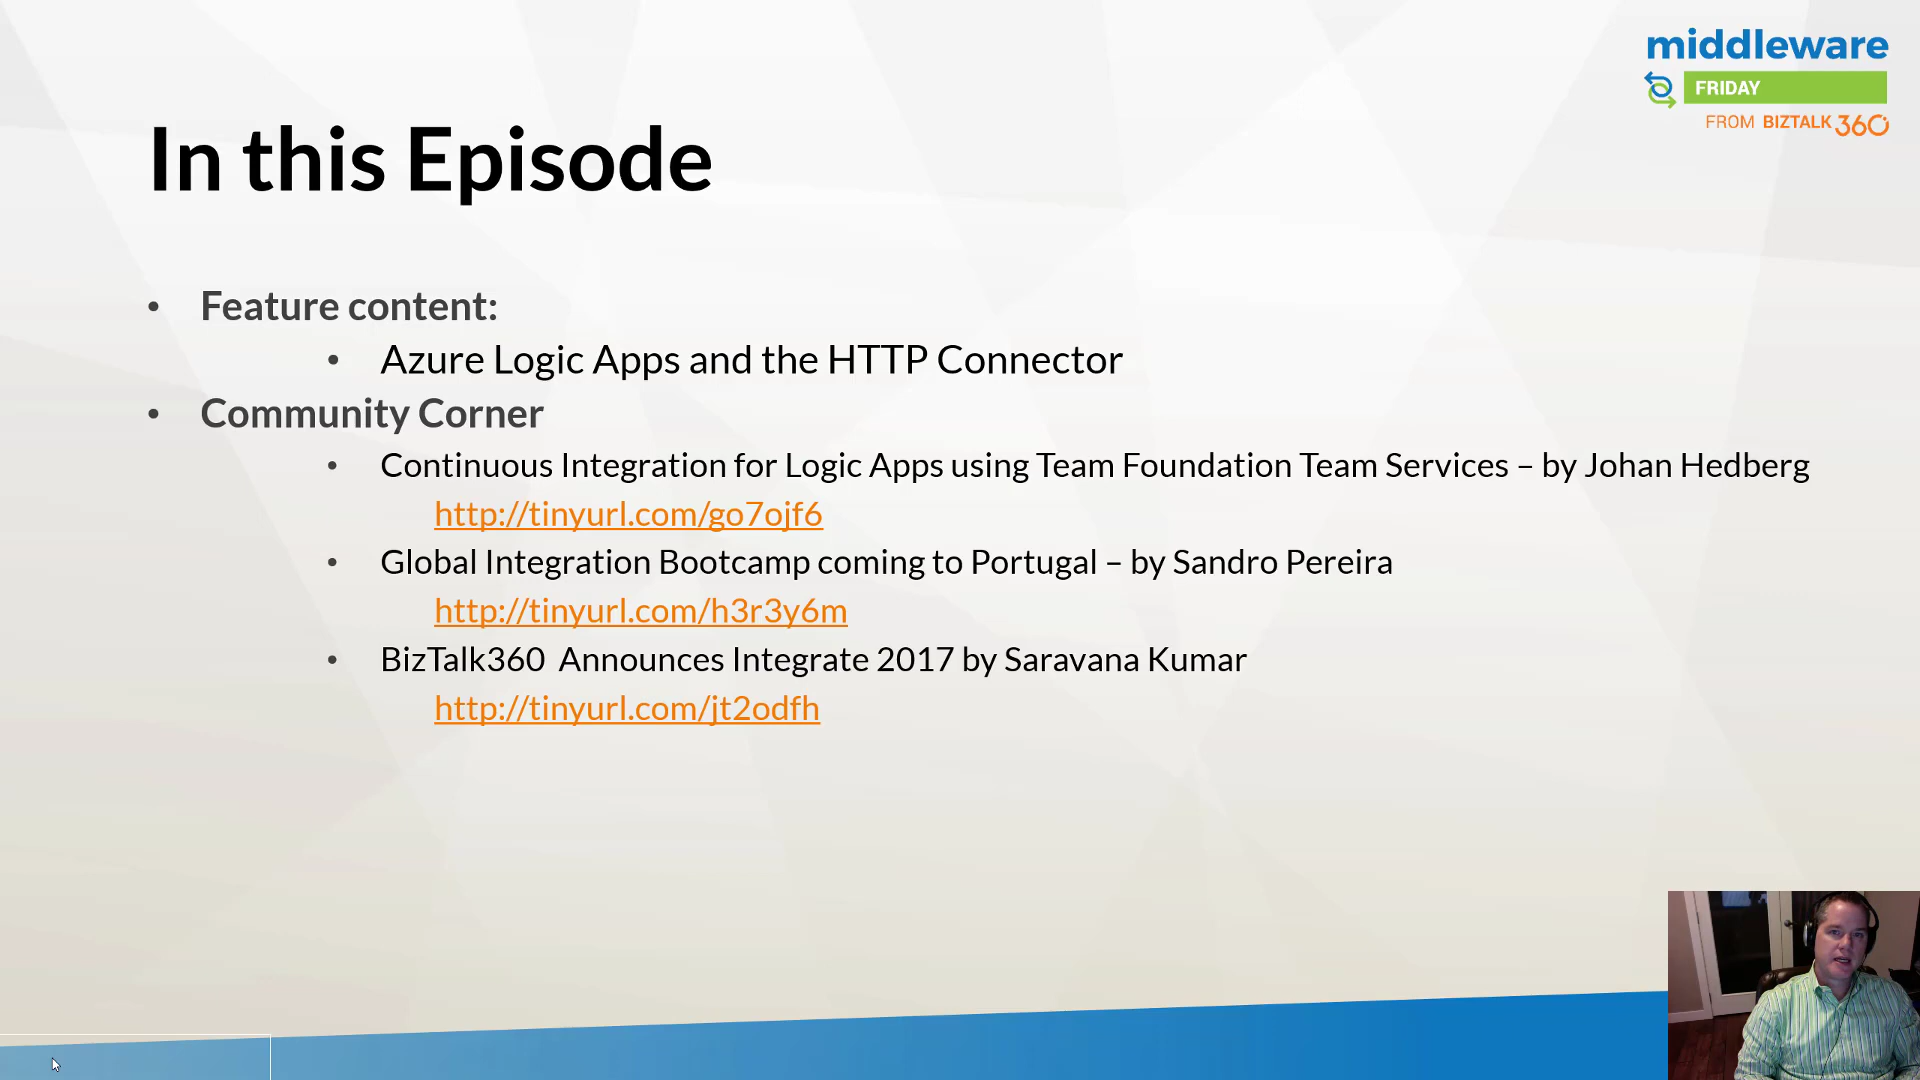 middleware
FRIDAY
FROM BIZTALK 360
In this Episode
• Feature content:
• Azure Logic Apps and the HTTP Connector
• Community Corner
• Continuous Integration for Logic Apps using Team Foundation Team Services – by Johan Hedberg
http://tinyurl.com/go7ojf6
• Global Integration Bootcamp coming to Portugal – by Sandro Pereira
http://tinyurl.com/h3r3y6m
• BizTalk360  Announces Integrate 2017 by Saravana Kumar
http://tinyurl.com/jt2odfh